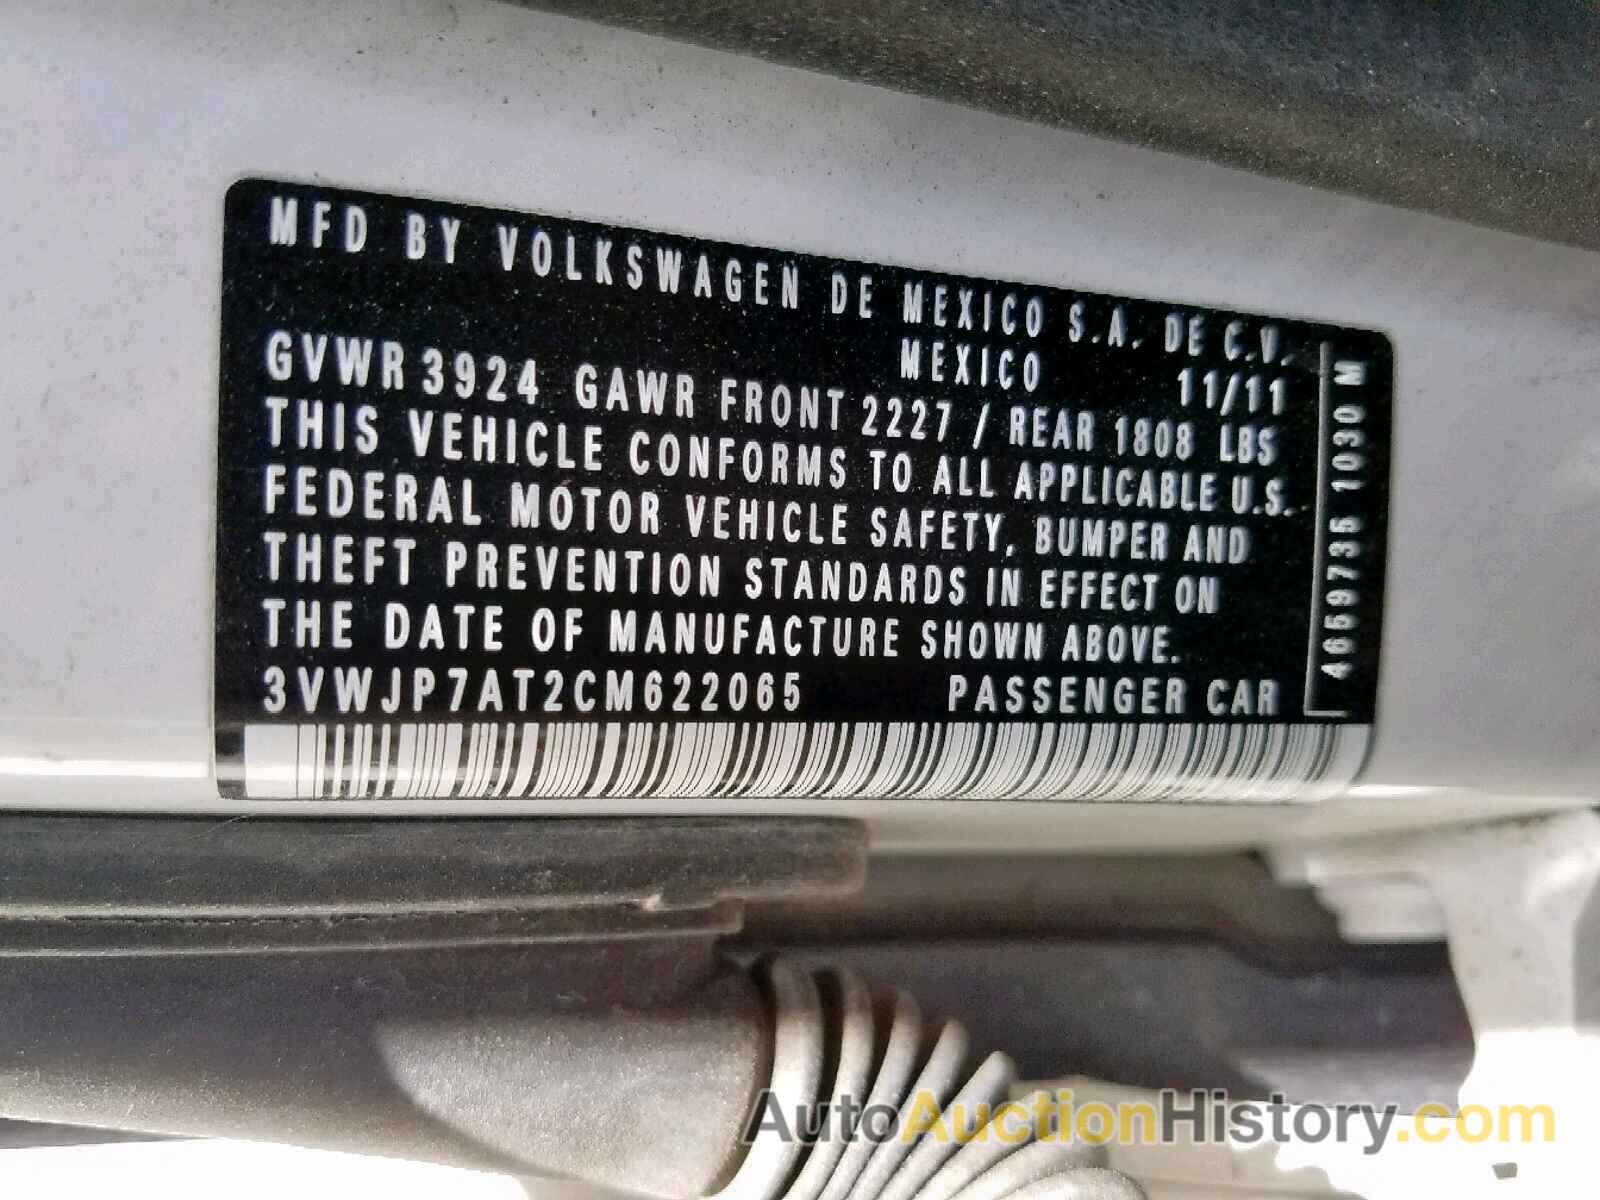 MFD BY VOLKSWAGEN DE MEXICO S.A. DE C.V.
MEXICO 11/11
GVWR 3924 GAWR FRONT 2227 / REAR 1808 LBS
THIS VEHICLE CONFORMS TO ALL APPLICABLE U.S.
FEDERAL MOTOR VEHICLE SAFETY, BUMPER AND
THEFT PREVENTION STANDARDS IN EFFECT ON
THE DATE OF MANUFACTURE SHOWN ABOVE.
3VWJP7AT2CM622065 PASSENGER CAR
4659735 1030 M
AutoAuctionHistory.com